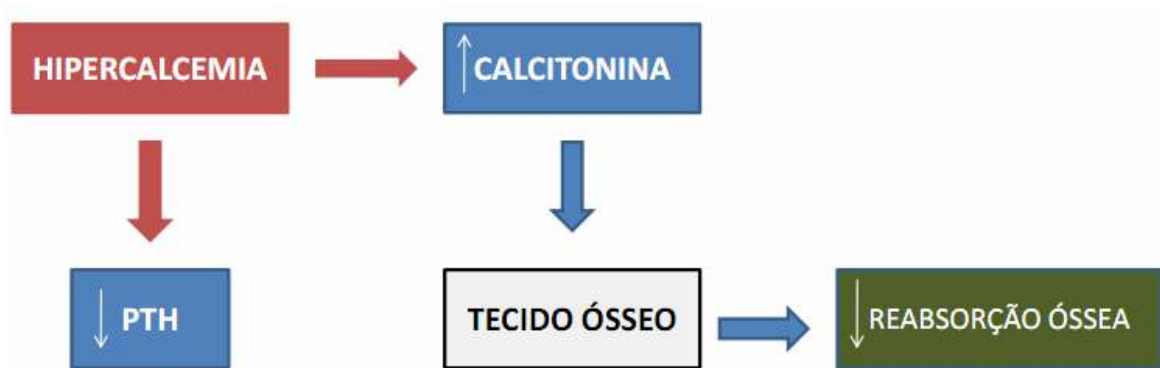 HIPERCALCEMIA
CALCITONINA
PTH
TECIDO ÓSSEO
REABSORÇÃO ÓSSEA